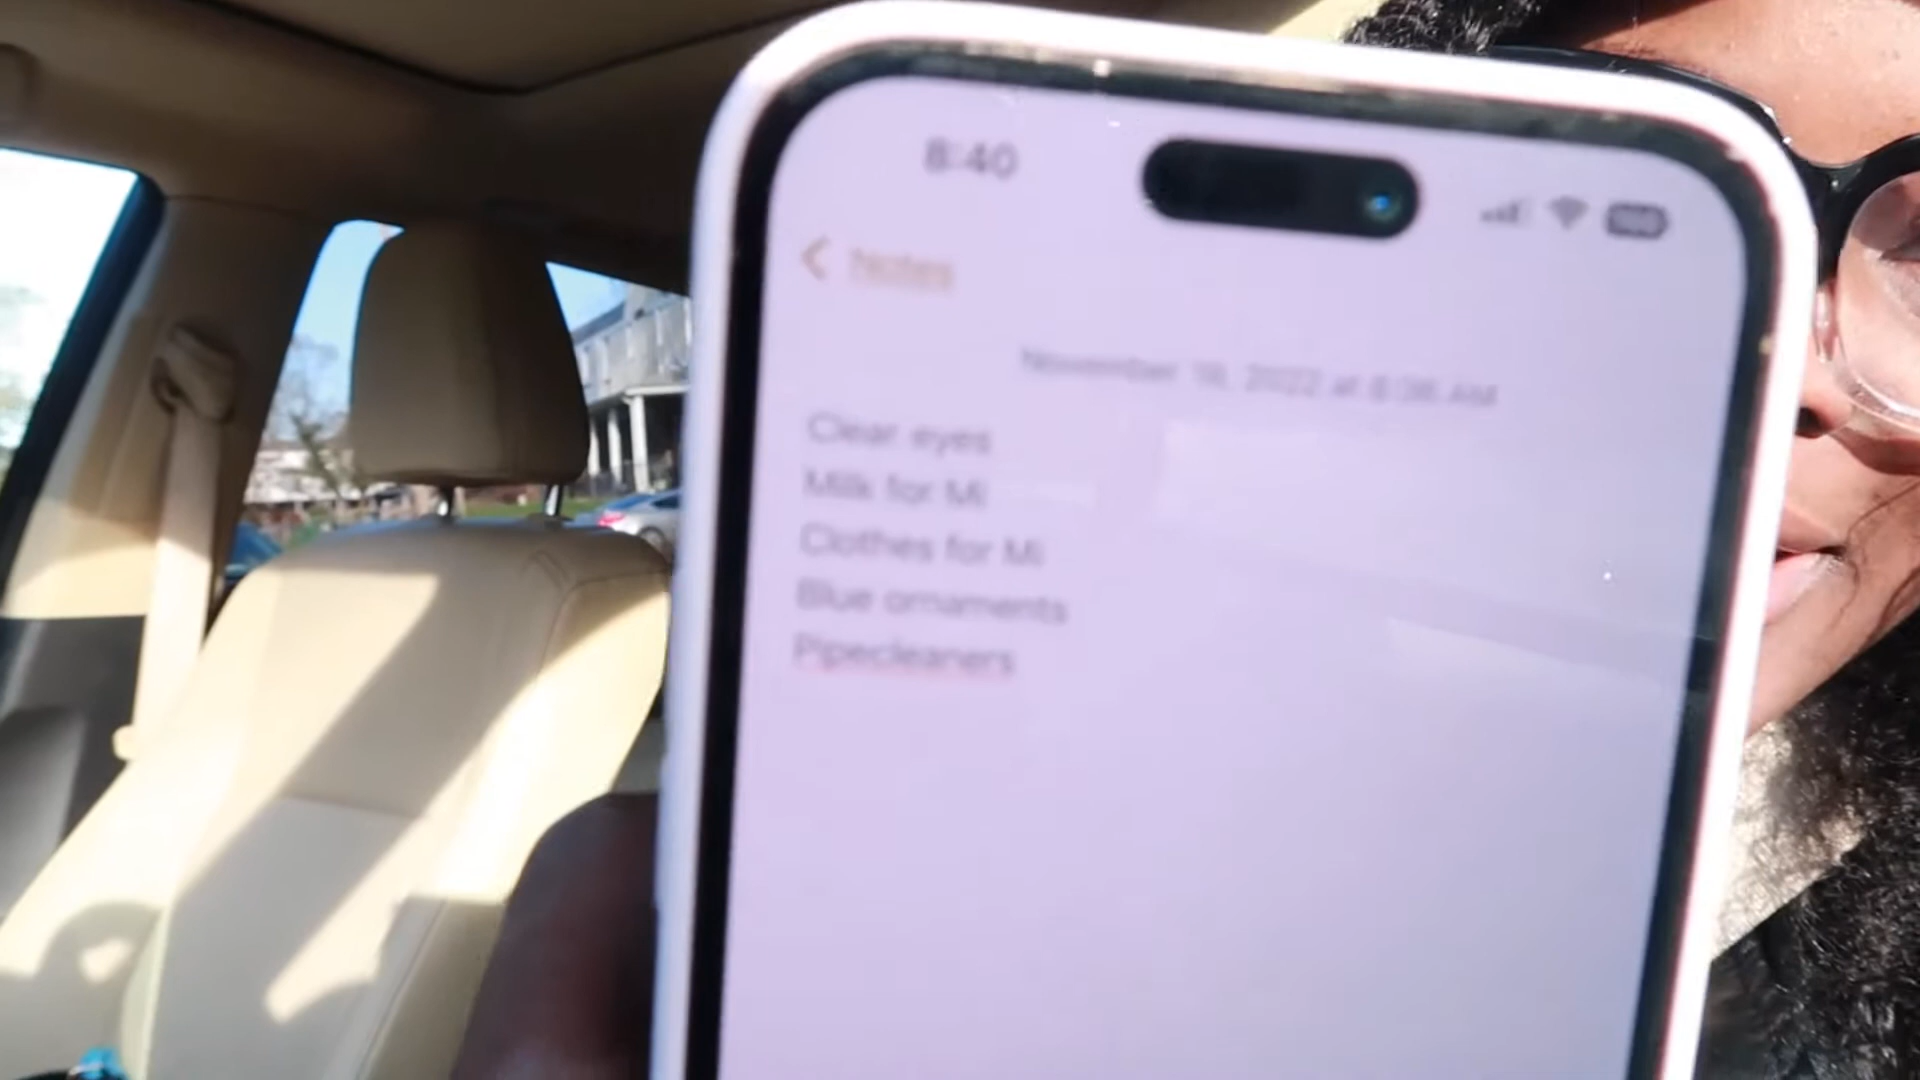 8:40
Notes
November 19, 2022 at 8:36 AM
Clear eyes
Milk for Mi
Clothes for Mi
Blue ornaments
Pipecleaners